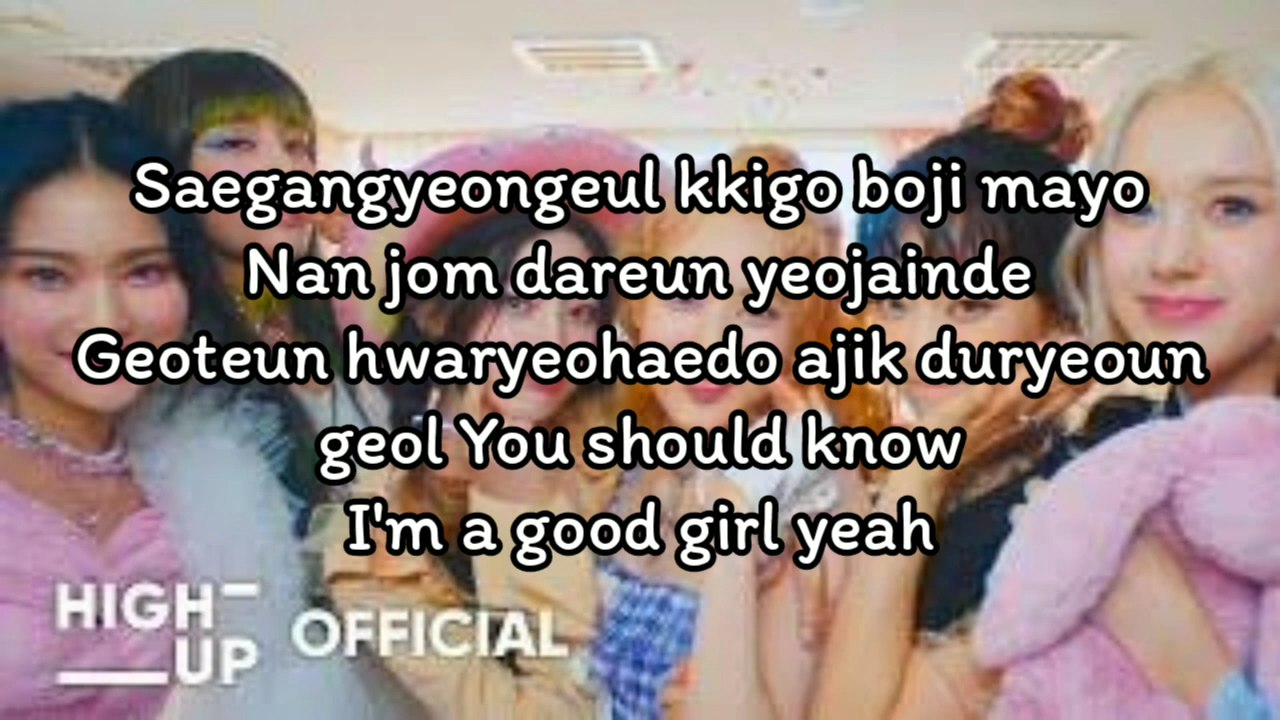 Saegangyeongeul kkigo boji mayo
Nan jom dareun yeojainde
Geoteun hwaryeohaedo ajik duryeoun
geol You should know
I'm a good girl yeah
HIGH
UP OFFICIAL